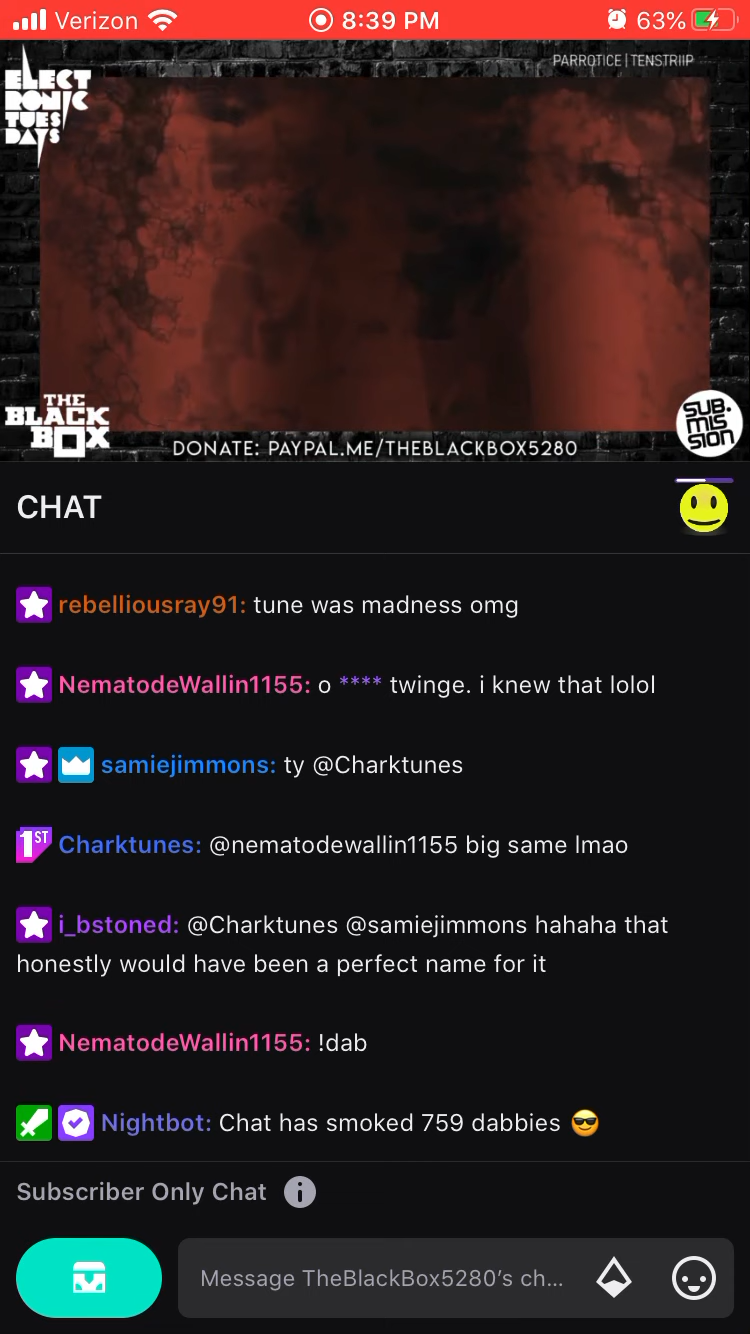 Verizon 8:39 PM 63%
PARROTICE | TENSTRIIP
ELECT
RONIC
TUES
DAYS
THE
BLACK
BOX
SUB.
MIS
SION
DONATE: PAYPAL.ME/THEBLACKBOX5280
CHAT
rebelliousray91: tune was madness omg
NematodeWallin1155: o **** twinge. i knew that lolol
samiejimmons: ty @Charktunes
1ST Charktunes: @nematodewallin1155 big same lmao
i_bstoned: @Charktunes @samiejimmons hahaha that
honestly would have been a perfect name for it
NematodeWallin1155: !dab
Nightbot: Chat has smoked 759 dabbies 😎
Subscriber Only Chat i
Message TheBlackBox5280’s ch...